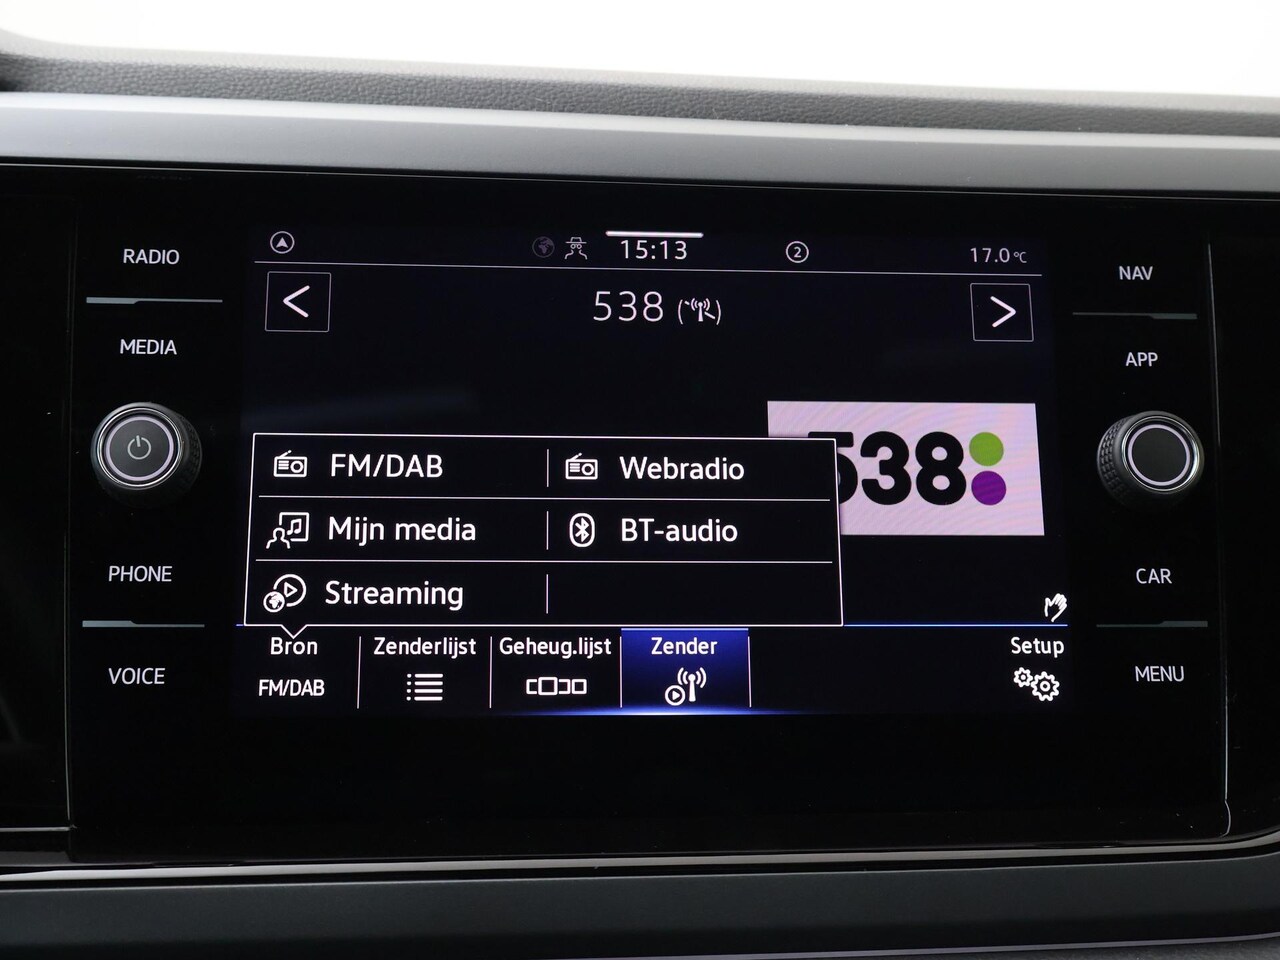 RADIO
MEDIA
PHONE
VOICE
15:13
2
17.0°C
538
538
FM/DAB
Webradio
Mijn media
BT-audio
Streaming
Bron
FM/DAB
Zenderlijst
Geheug.lijst
Zender
Setup
NAV
APP
CAR
MENU